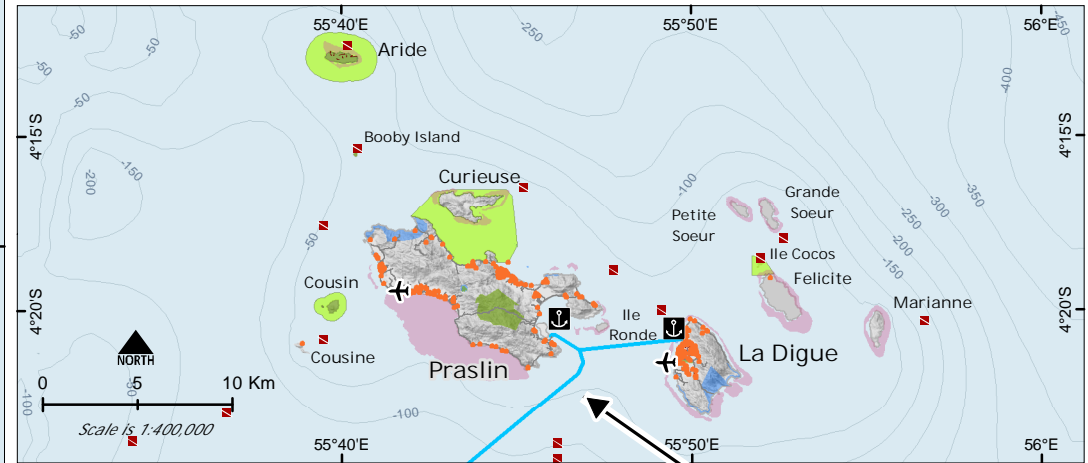 55°40'E
55°50'E
56°E
-250
-450
-50
-50
Aride
-50
-400
-50
4°15'S
4°15'S
Booby Island
-150
-200
Curieuse
-100
Grande
Soeur
-350
Petite
Soeur
-300
-250
-50
-200
Ile Cocos
-150
Felicite
Cousin
4°20'S
4°20'S
Marianne
Ile
Ronde
NORTH
Cousine
La Digue
Praslin
0 5 10 Km
-100
-100
Scale is 1:400,000
55°40'E
55°50'E
56°E